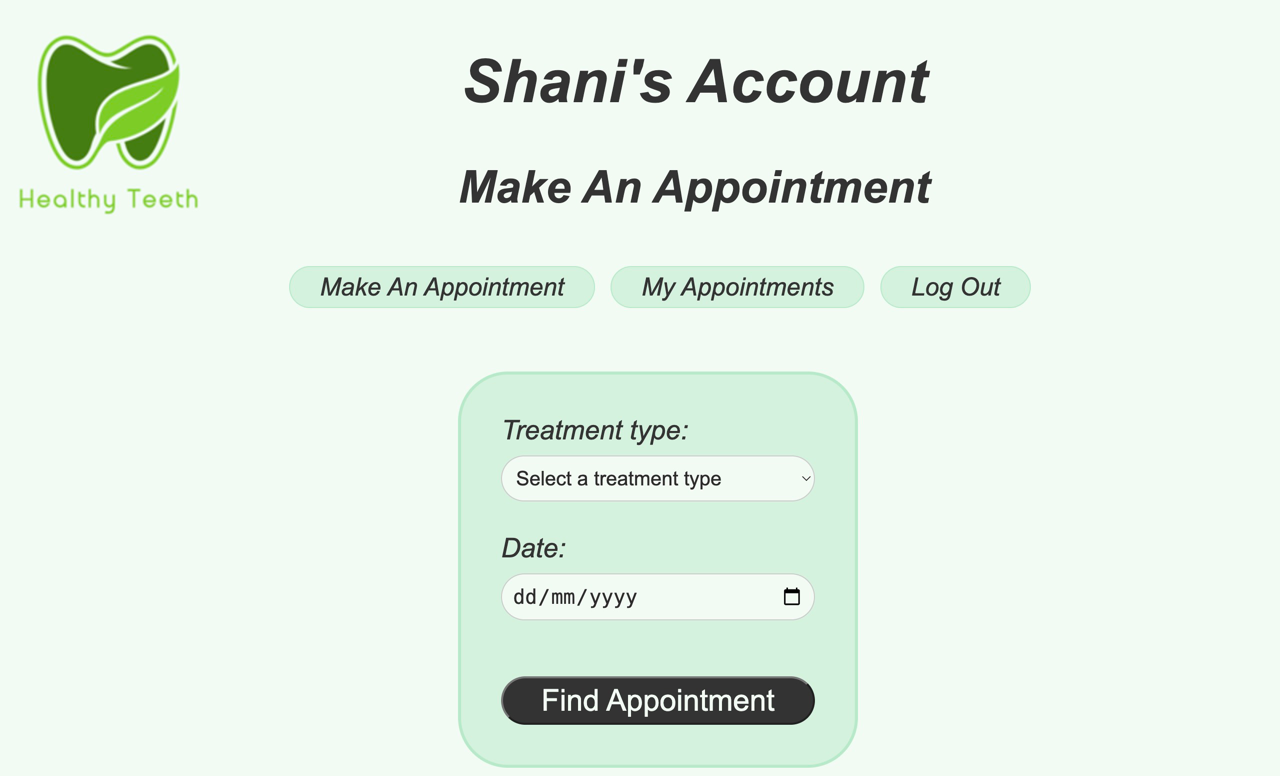 Healthy Teeth
Shani's Account
Make An Appointment
Make An Appointment My Appointments Log Out
Treatment type:
Select a treatment type
Date:
dd/mm/yyyy
Find Appointment